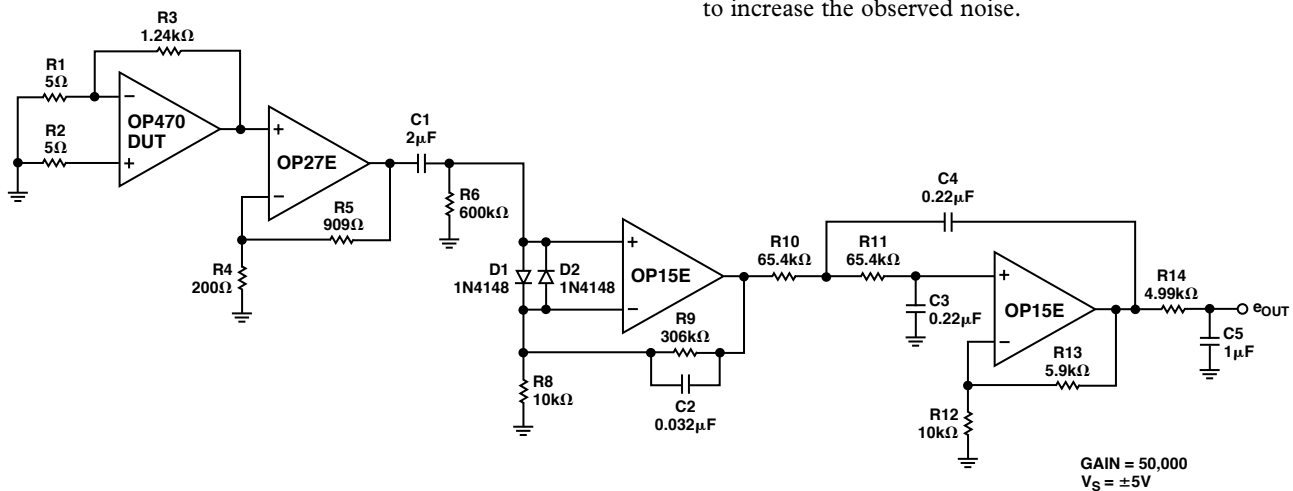 to increase the observed noise.
R3
1.24kΩ
R1
5Ω
R2
5Ω
−
+
OP470
DUT
+
−
OP27E
C1
2μF
R6
600kΩ
R5
909Ω
R4
200Ω
D1
1N4148
D2
1N4148
+
−
OP15E
R9
306kΩ
C2
0.032μF
R8
10kΩ
R10
65.4kΩ
R11
65.4kΩ
C4
0.22μF
C3
0.22μF
+
−
OP15E
R13
5.9kΩ
R12
10kΩ
R14
4.99kΩ
eOUT
C5
1μF
GAIN = 50,000
VS = ±5V